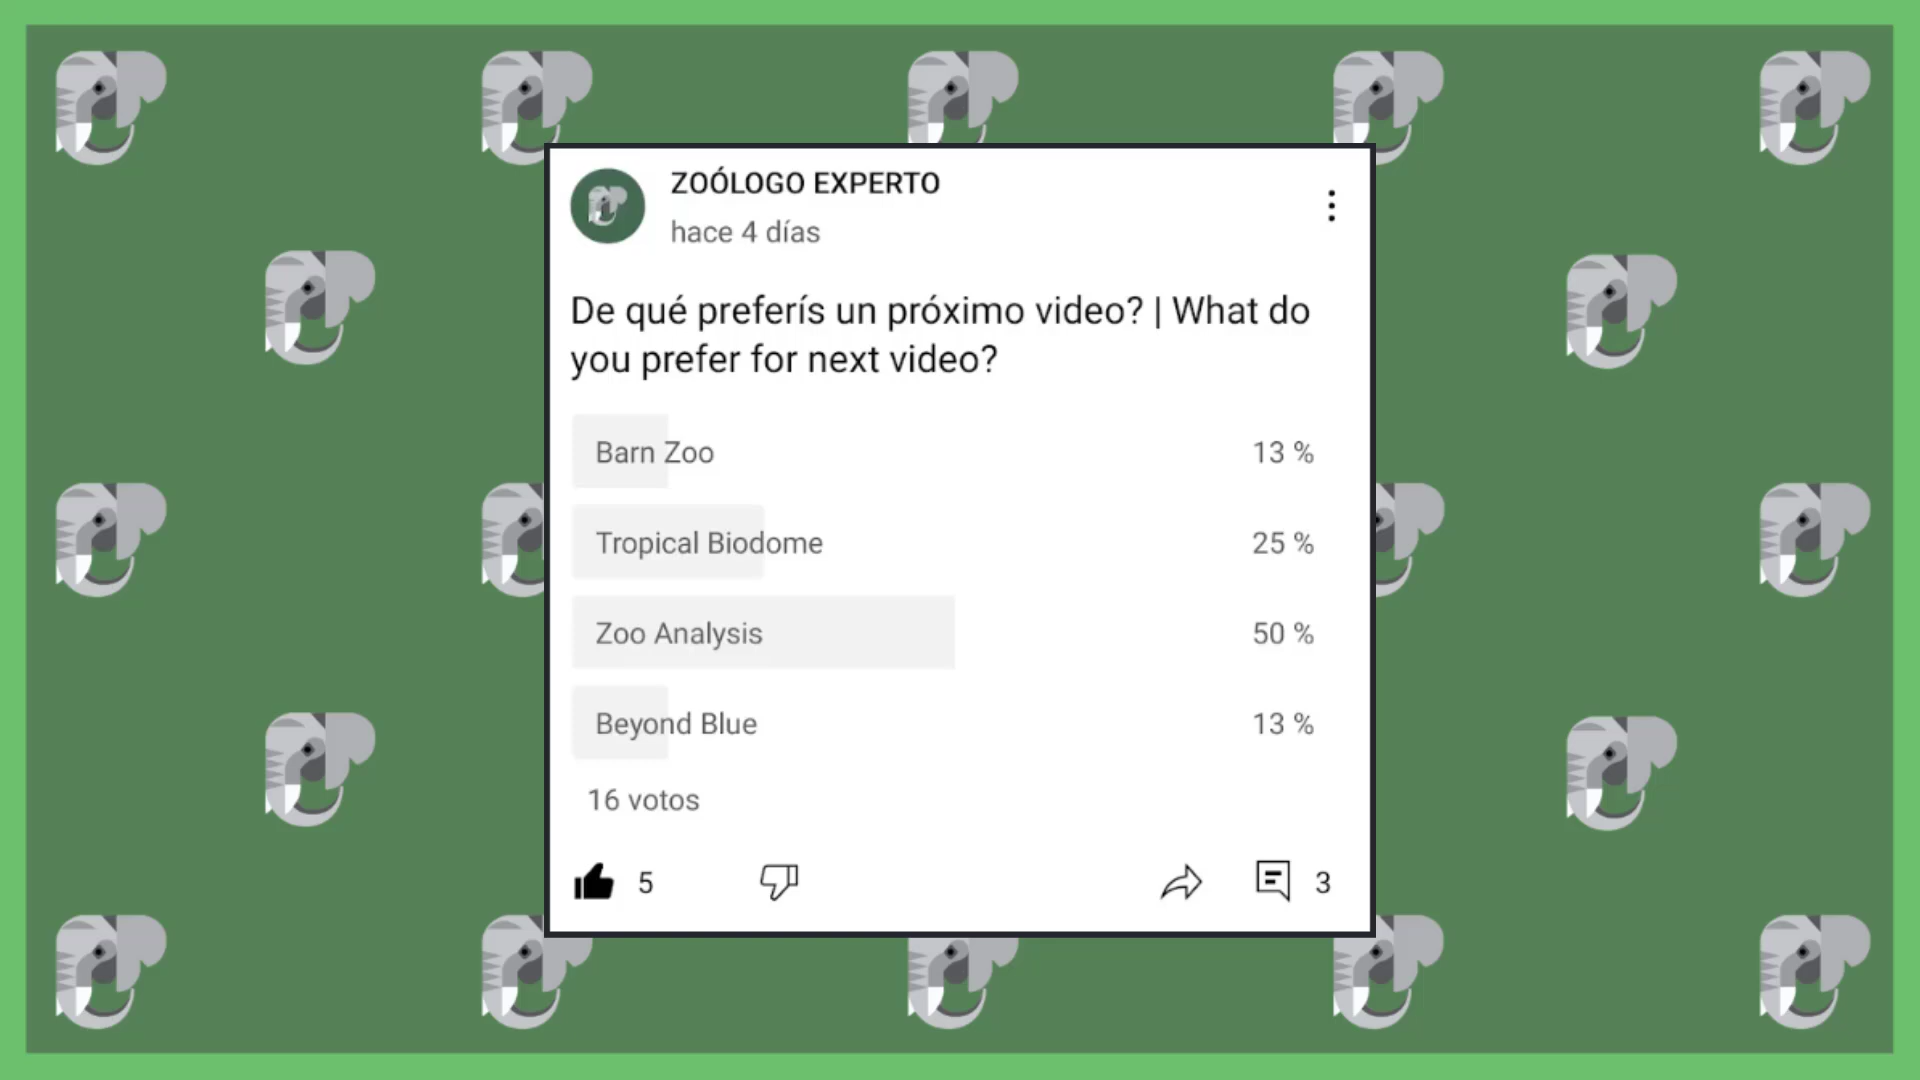 ZOÓLOGO EXPERTO
hace 4 días
De qué preferís un próximo video? | What do
you prefer for next video?
Barn Zoo 13 %
Tropical Biodome 25 %
Zoo Analysis 50 %
Beyond Blue 13 %
16 votos
5 3